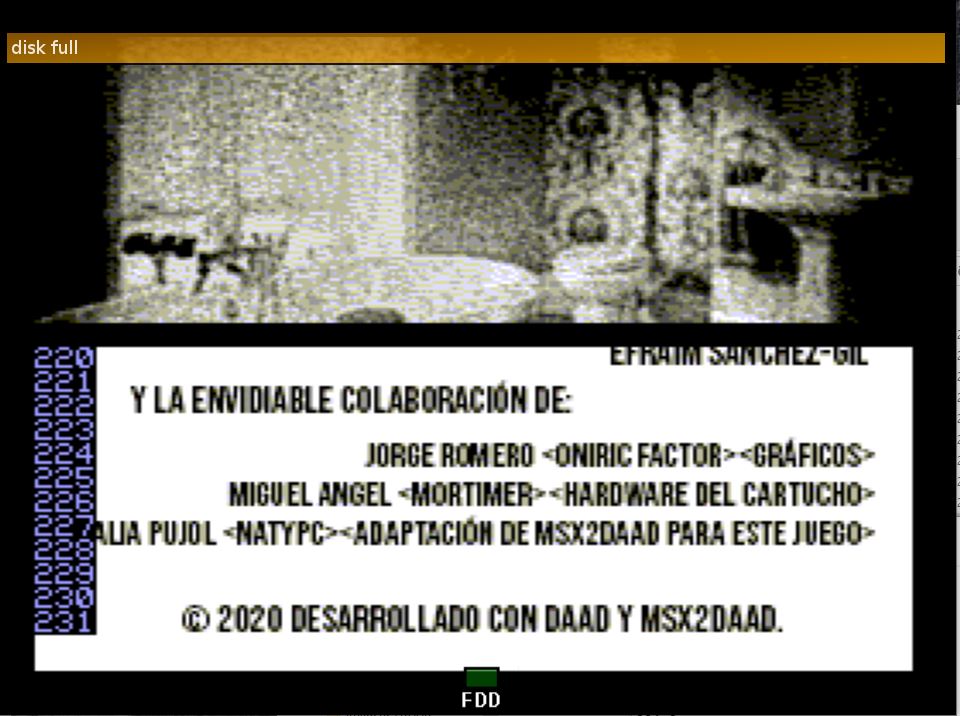 disk full
220
221
222
223
224
225
226
227
228
229
230
231
EFRAIM SANCHEZ-GIL
Y LA ENVIDIABLE COLABORACIÓN DE:
JORGE ROMERO <ONIRIC FACTOR><GRÁFICOS>
MIGUEL ANGEL <MORTIMER><HARDWARE DEL CARTUCHO>
ALIA PUJOL <NATYPC><ADAPTACIÓN DE MSX2DAAD PARA ESTE JUEGO>
© 2020 DESARROLLADO CON DAAD Y MSX2DAAD.
FDD